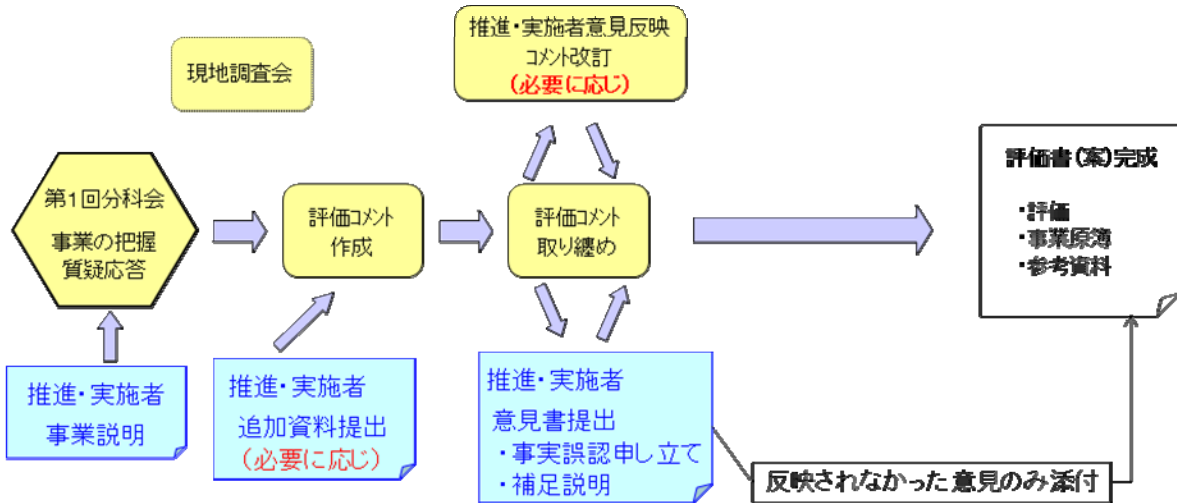 推進・実施者意見反映
コメント改訂
(必要に応じ)
現地調査会
第1回分科会
事業の把握
質疑応答
評価コメント
作成
評価コメント
取り纏め
評価書(案)完成
・評価
・事業原簿
・参考資料
推進・実施者
事業説明
推進・実施者
追加資料提出
(必要に応じ)
推進・実施者
意見書提出
・事実誤認申し立て
・補足説明
反映されなかった意見のみ添付